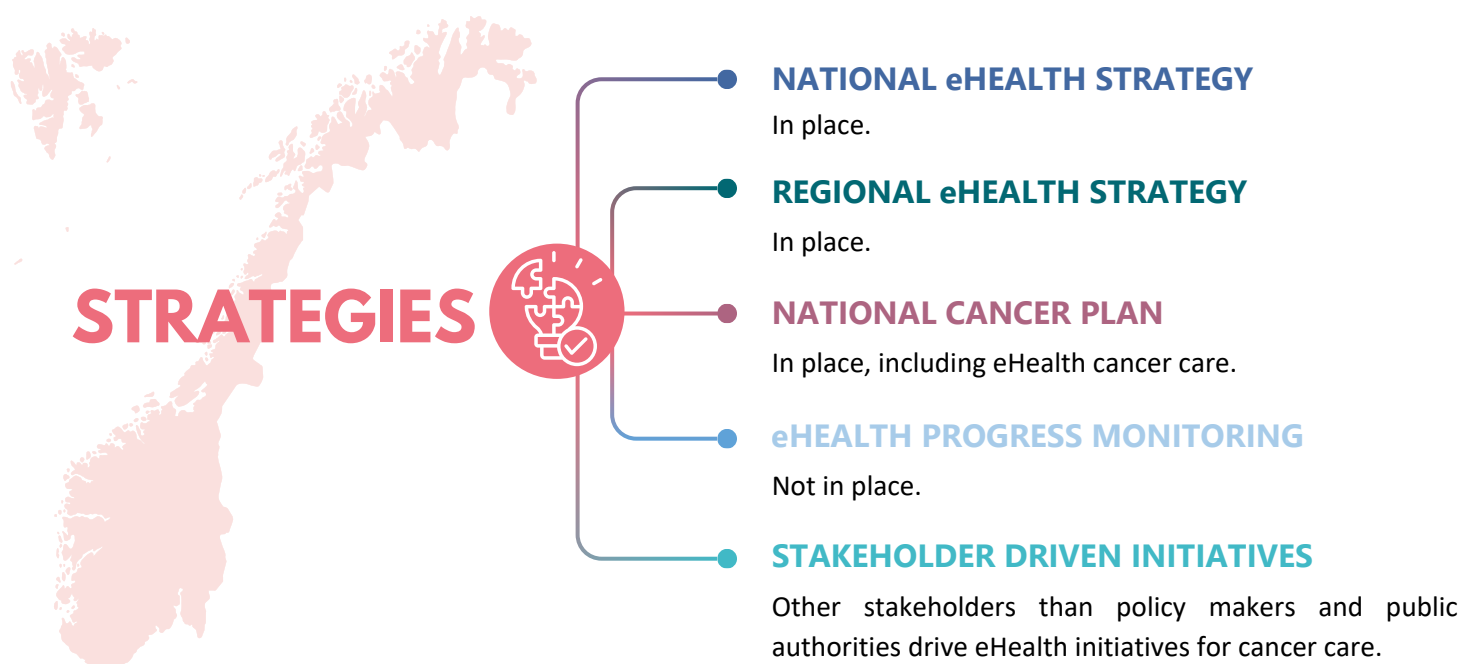 STRATEGIES
NATIONAL eHEALTH STRATEGY
In place.
REGIONAL eHEALTH STRATEGY
In place.
NATIONAL CANCER PLAN
In place, including eHealth cancer care.
eHEALTH PROGRESS MONITORING
Not in place.
STAKEHOLDER DRIVEN INITIATIVES
Other stakeholders than policy makers and public
authorities drive eHealth initiatives for cancer care.